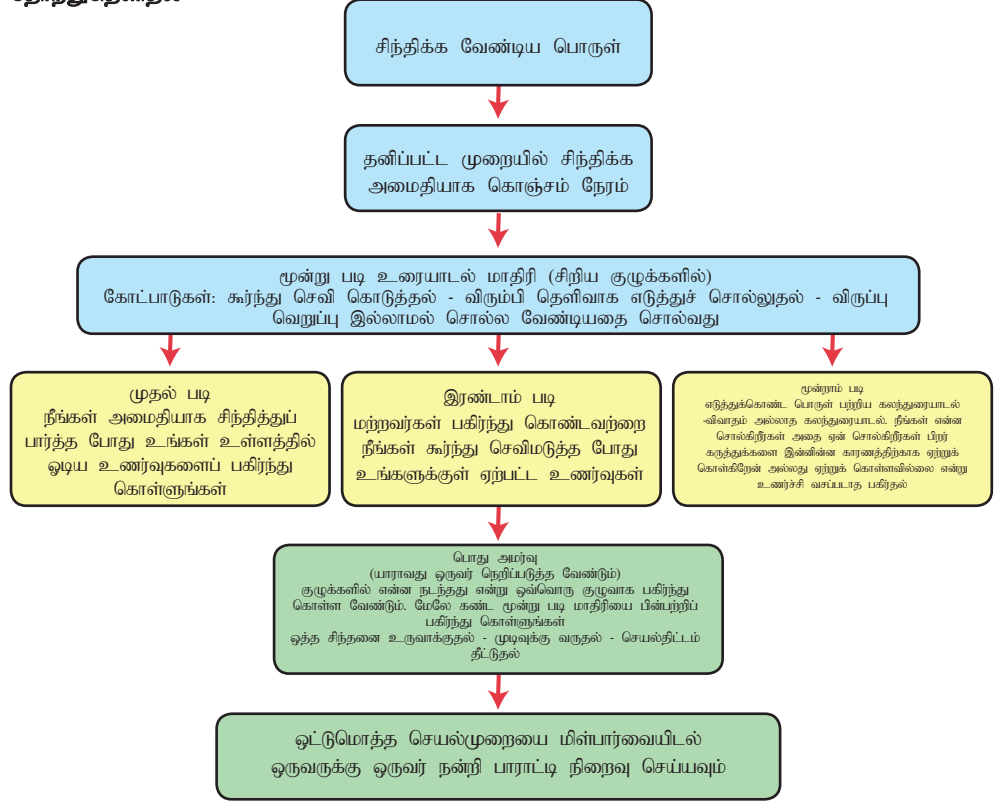 சிந்திக்க வேண்டிய பொருள்
தனிப்பட்ட முறையில் சிந்திக்க
அமைதியாக கொஞ்சம் நேரம்
மூன்று படி உரையாடல் மாதிரி (சிறிய குழுக்களில்)
கோட்பாடுகள்: கூர்ந்து செவி கொடுத்தல் - விரும்பி தெளிவாக எடுத்துச் சொல்லுதல் - விருப்பு
வெறுப்பு இல்லாமல் சொல்ல வேண்டியதை சொல்வது
முதல் படி
நீங்கள் அமைதியாக சிந்தித்துப்
பார்த்த போது உங்கள் உள்ளத்தில்
ஓடிய உணர்வுகளைப் பகிர்ந்து
கொள்ளுங்கள்
இரண்டாம் படி
மற்றவர்கள் பகிர்ந்து கொண்டவற்றை
நீங்கள் கூர்ந்து செவிமடுத்த போது
உங்களுக்குள் ஏற்பட்ட உணர்வுகள்
மூன்றாம் படி
எடுத்துக்கொண்ட பொருள் பற்றிய கலந்துரையாடல்
-விவாதம் அல்லாத கலந்துரையாடல். நீங்கள் என்ன
சொல்கிறீர்கள் அதை ஏன் சொல்கிறீர்கள் பிறர்
கருத்துக்களை இன்னின்ன காரணத்திற்காக ஏற்றுக்
கொள்கிறேன் அல்லது ஏற்றுக் கொள்ளவில்லை என்று
உணர்ச்சி வசப்படாத பகிர்தல்
பொது அமர்வு
(யாராவது ஒருவர் நெறிப்படுத்த வேண்டும்)
குழுக்களில் என்ன நடந்தது என்று ஒவ்வொரு குழுவாக பகிர்ந்து
கொள்ள வேண்டும். மேலே கண்ட மூன்று படி மாதிரியை பின்பற்றிப்
பகிர்ந்து கொள்ளுங்கள்
ஒத்த சிந்தனை உருவாக்குதல் - முடிவுக்கு வருதல் - செயல்திட்டம்
தீட்டுதல்
ஒட்டுமொத்த செயல்முறையை மிள்பார்வையிடல்
ஒருவருக்கு ஒருவர் நன்றி பாராட்டி நிறைவு செய்யவும்